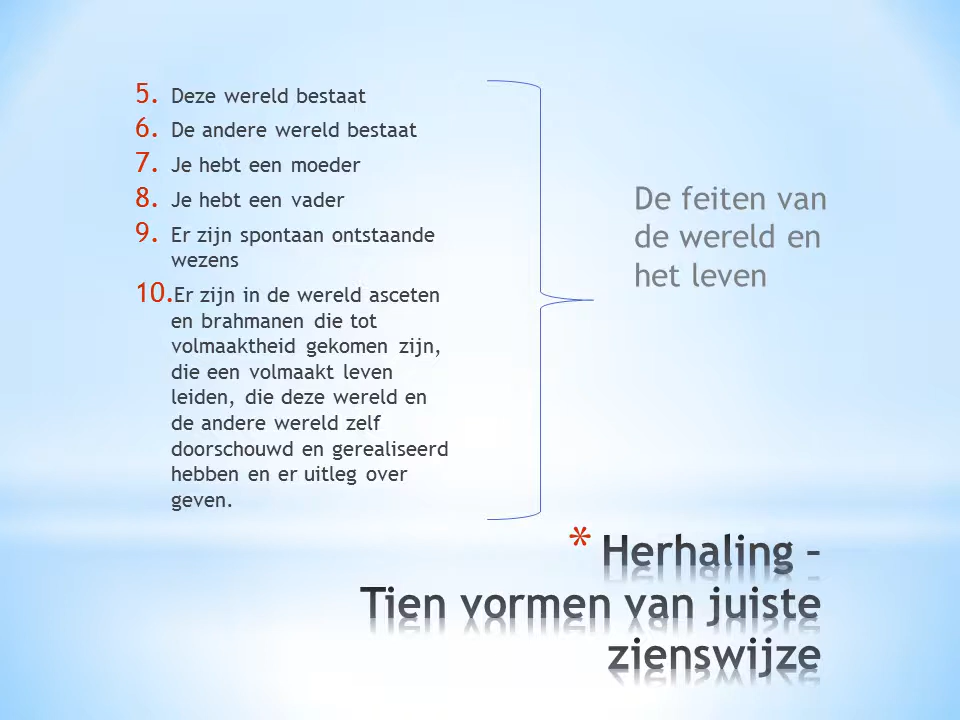 5. Deze wereld bestaat
6. De andere wereld bestaat
7. Je hebt een moeder
8. Je hebt een vader
9. Er zijn spontaan ontstaande
wezens
10. Er zijn in de wereld asceten
en brahmanen die tot
volmaaktheid gekomen zijn,
die een volmaakt leven
leiden, die deze wereld en
de andere wereld zelf
doorschouwd en gerealiseerd
hebben en er uitleg over
geven.
De feiten van
de wereld en
het leven
* Herhaling –
Tien vormen van juiste
zienswijze